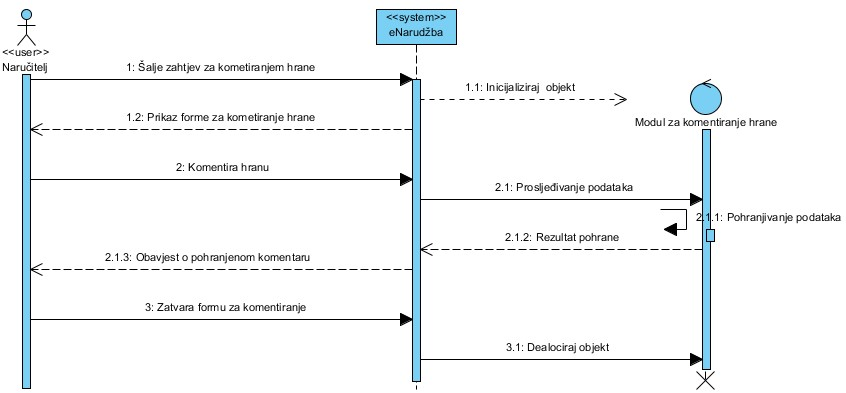 <<system>>
eNarudžba
<<user>>
Naručitelj
1: Šalje zahtjev za kometiranjem hrane
1.1: Inicijaliziraj objekt
1.2: Prikaz forme za kometiranje hrane
Modul za komentiranje hrane
2: Komentira hranu
2.1: Prosljeđivanje podataka
2.1.1: Pohranjivanje podataka
2.1.2: Rezultat pohrane
2.1.3: Obavjest o pohranjenom komentaru
3: Zatvara formu za komentiranje
3.1: Dealociraj objekt